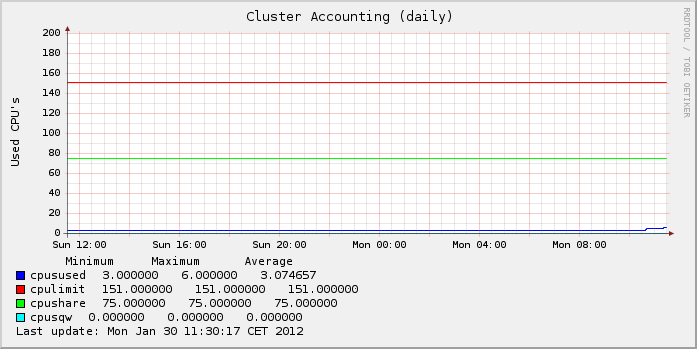 Cluster Accounting (daily)
RRDTOOL / TOBI OETIKER
Used CPU's
200
180
160
140
120
100
80
60
40
20
0
Sun 12:00 Sun 16:00 Sun 20:00 Mon 00:00 Mon 04:00 Mon 08:00
Minimum Maximum Average
cpusused 3.000000 6.000000 3.074657
cpulimit 151.000000 151.000000 151.000000
cpushare 75.000000 75.000000 75.000000
cpusqw 0.000000 0.000000 0.000000
Last update: Mon Jan 30 11:30:17 CET 2012